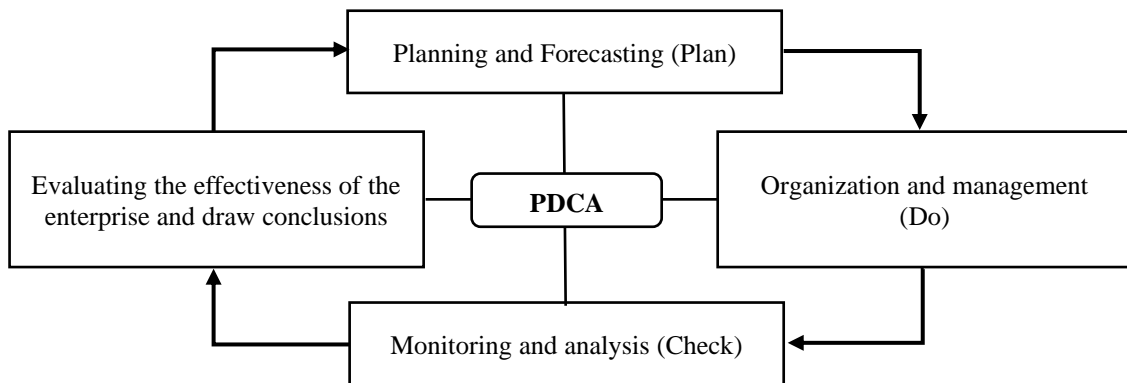 Planning and Forecasting (Plan)
Evaluating the effectiveness of the
enterprise and draw conclusions
PDCA
Organization and management
(Do)
Monitoring and analysis (Check)